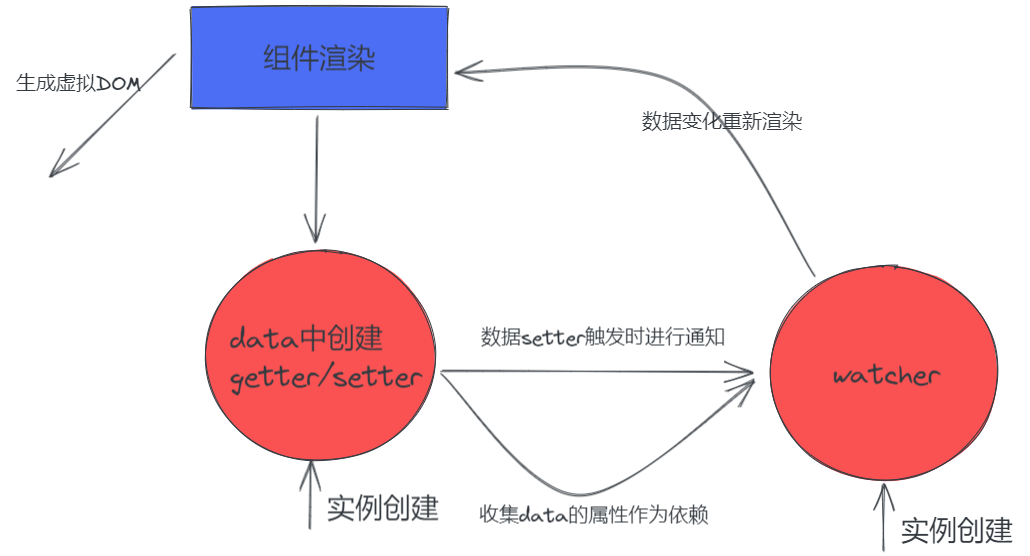 组件渲染
生成虚拟DOM
数据变化重新渲染
data中创建
getter/setter
数据setter触发时进行通知
watcher
收集data的属性作为依赖
实例创建
实例创建